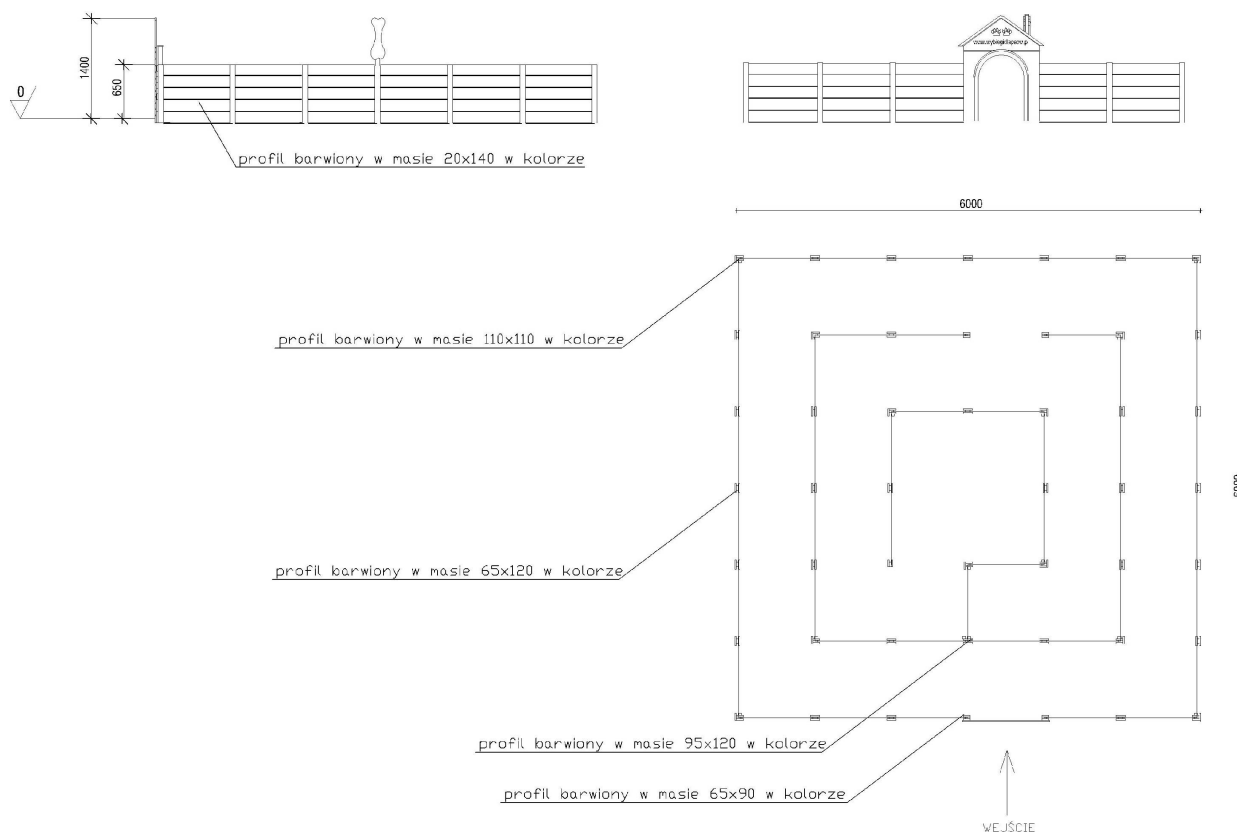 1400
650
0
profil barwiony w masie 20x140 w kolorze
6000
profil barwiony w masie 110x110 w kolorze
6000
profil barwiony w masie 65x120 w kolorze
profil barwiony w masie 95x120 w kolorze
profil barwiony w masie 65x90 w kolorze
WEJŚCIE